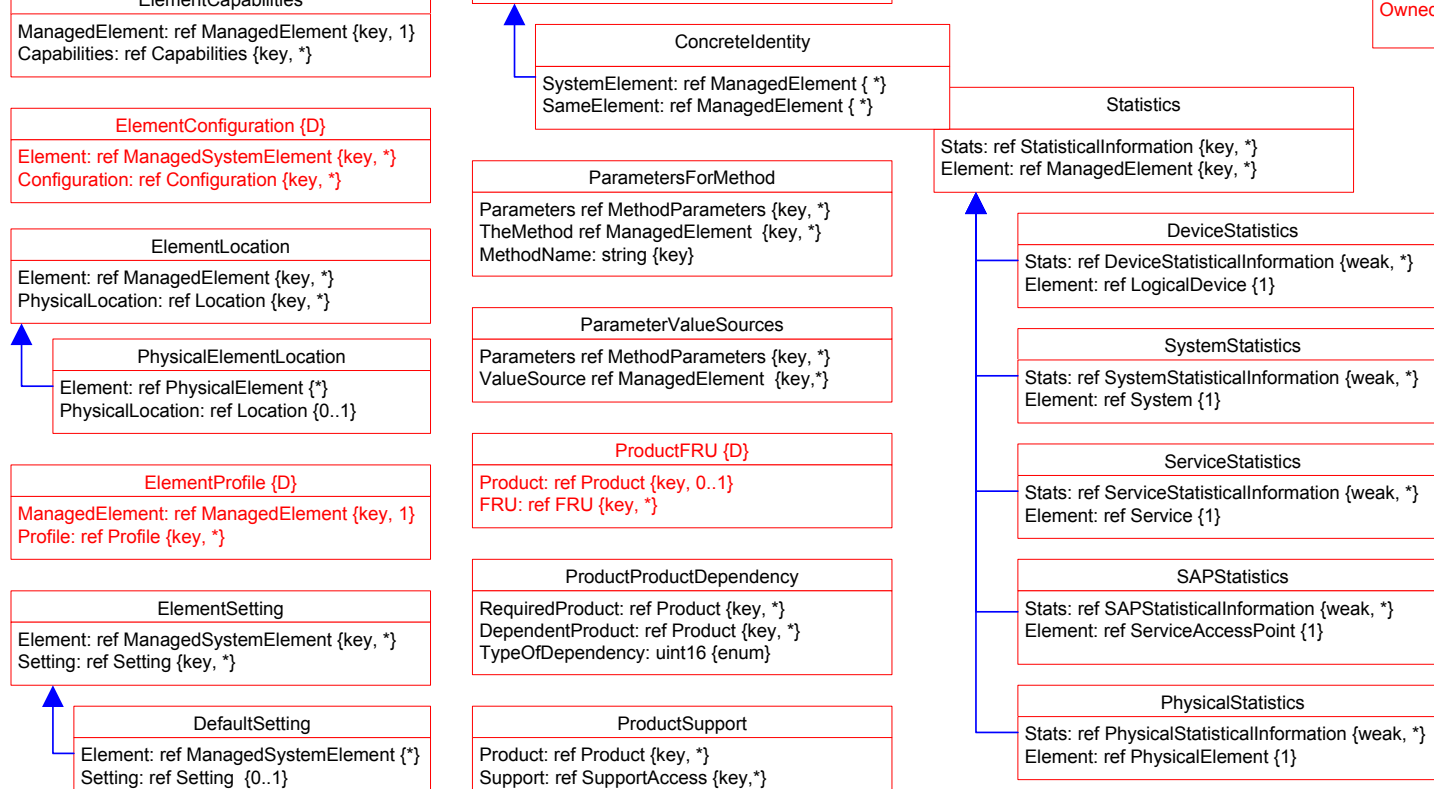 ElementCapabilities
ManagedElement: ref ManagedElement {key, 1}
Capabilities: ref Capabilities {key, *}
ElementConfiguration {D}
Element: ref ManagedSystemElement {key, *}
Configuration: ref Configuration {key, *}
ElementLocation
Element: ref ManagedElement {key, *}
PhysicalLocation: ref Location {key, *}
PhysicalElementLocation
Element: ref PhysicalElement {*}
PhysicalLocation: ref Location {0..1}
ElementProfile {D}
ManagedElement: ref ManagedElement {key, 1}
Profile: ref Profile {key, *}
ElementSetting
Element: ref ManagedSystemElement {key, *}
Setting: ref Setting {key, *}
DefaultSetting
Element: ref ManagedSystemElement {*}
Setting: ref Setting  {0..1}
ConcreteIdentity
SystemElement: ref ManagedElement { *}
SameElement: ref ManagedElement { *}
ParametersForMethod
Parameters ref MethodParameters {key, *}
TheMethod ref ManagedElement  {key, *}
MethodName: string {key}
ParameterValueSources
Parameters ref MethodParameters {key, *}
ValueSource ref ManagedElement  {key,*}
ProductFRU {D}
Product: ref Product {key, 0..1}
FRU: ref FRU {key, *}
ProductProductDependency
RequiredProduct: ref Product {key, *}
DependentProduct: ref Product {key, *}
TypeOfDependency: uint16 {enum}
ProductSupport
Product: ref Product {key, *}
Support: ref SupportAccess {key,*}
Owned
Statistics
Stats: ref StatisticalInformation {key, *}
Element: ref ManagedElement {key, *}
DeviceStatistics
Stats: ref DeviceStatisticalInformation {weak, *}
Element: ref LogicalDevice {1}
SystemStatistics
Stats: ref SystemStatisticalInformation {weak, *}
Element: ref System {1}
ServiceStatistics
Stats: ref ServiceStatisticalInformation {weak, *}
Element: ref Service {1}
SAPStatistics
Stats: ref SAPStatisticalInformation {weak, *}
Element: ref ServiceAccessPoint {1}
PhysicalStatistics
Stats: ref PhysicalStatisticalInformation {weak, *}
Element: ref PhysicalElement {1}